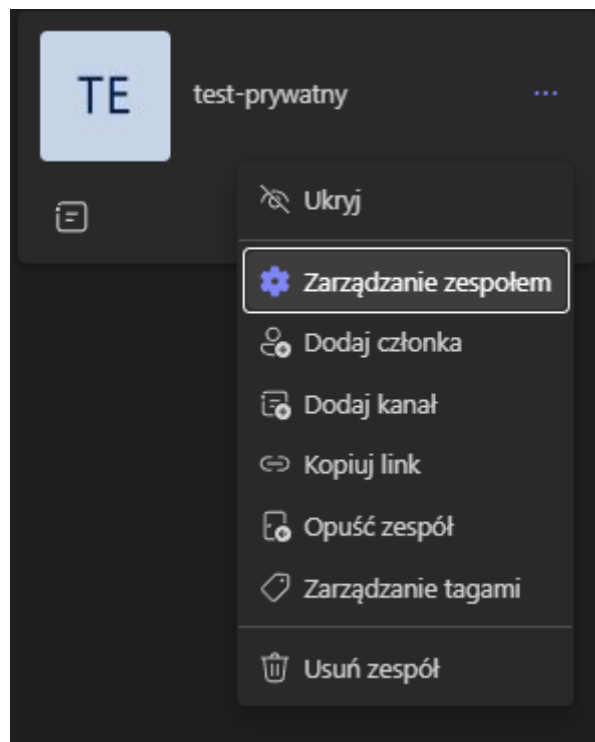 TE
test-prywatny
Ukryj
Zarządzanie zespołem
Dodaj członka
Dodaj kanał
Kopiuj link
Opuść zespół
Zarządzanie tagami
Usuń zespół